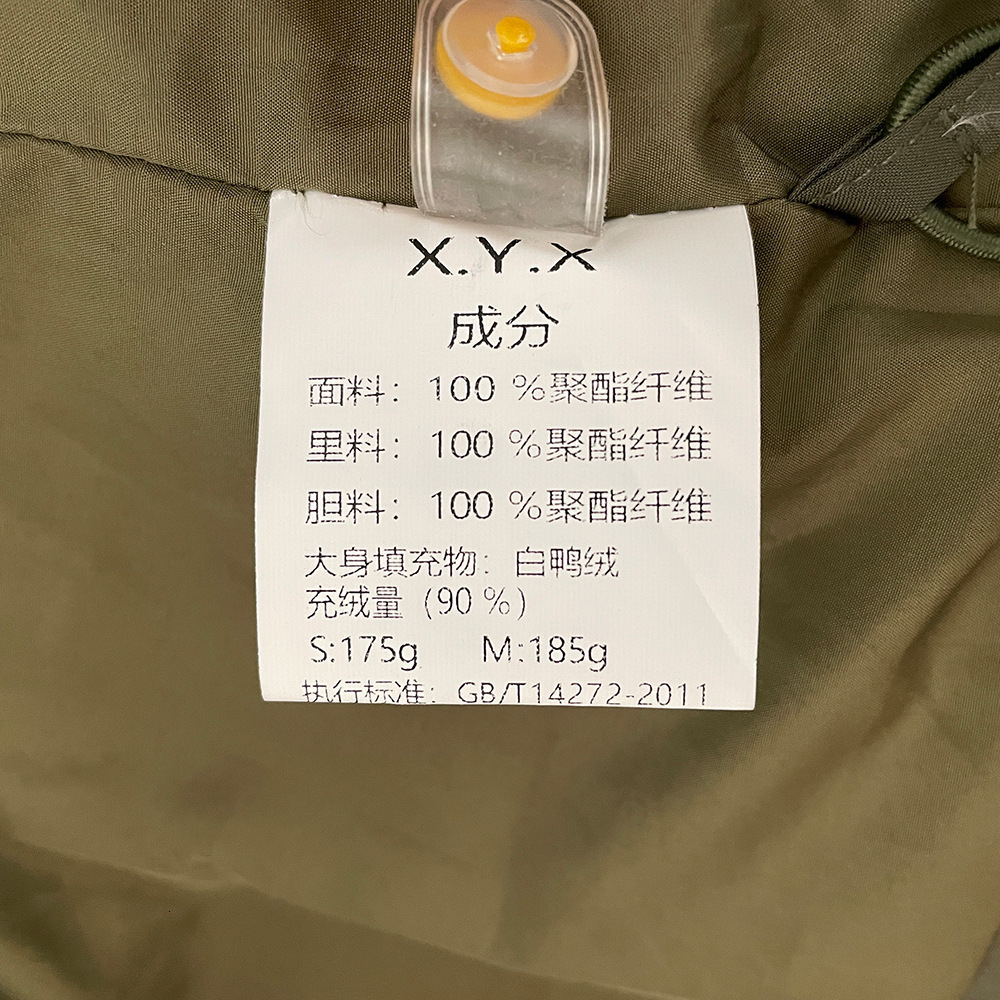 X.Y.X
成分
面料：100 %聚酯纤维
里料：100 %聚酯纤维
胆料：100 %聚酯纤维
大身填充物：白鸭绒
充绒量（90 %）
S:175g M:185g
执行标准：GB/T14272-2011